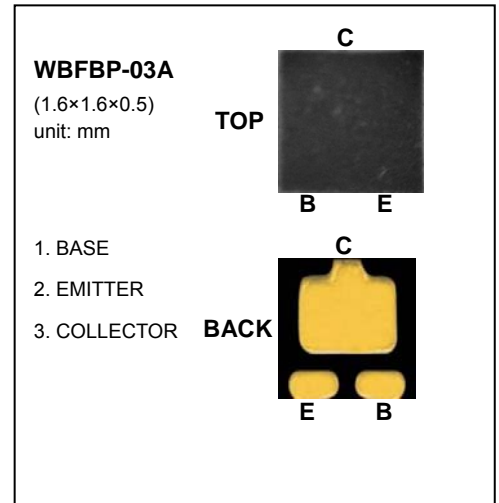 WBFBP-03A
(1.6×1.6×0.5)
unit: mm
TOP
C
B E
1. BASE
2. EMITTER
3. COLLECTOR
BACK
C
E B